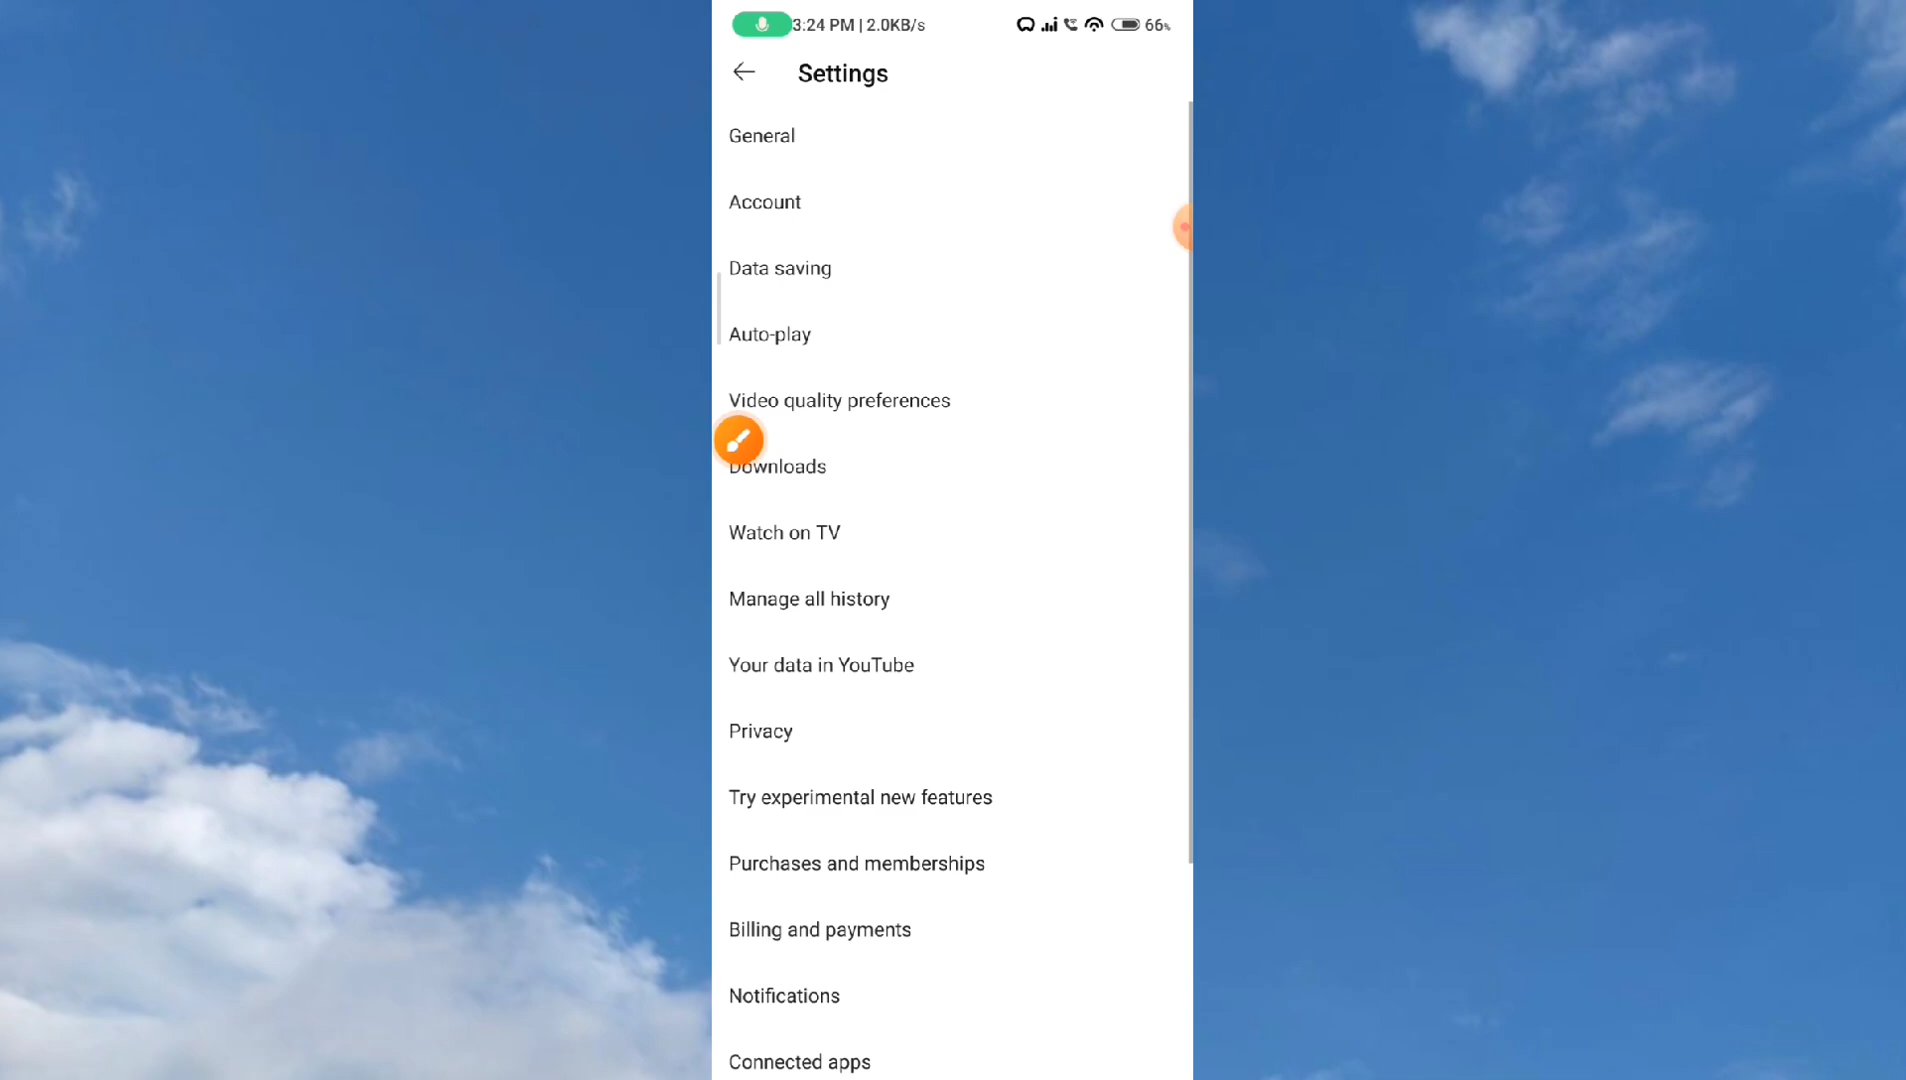 3:24 PM | 2.0KB/s 66%
Settings
General
Account
Data saving
Auto-play
Video quality preferences
Downloads
Watch on TV
Manage all history
Your data in YouTube
Privacy
Try experimental new features
Purchases and memberships
Billing and payments
Notifications
Connected apps